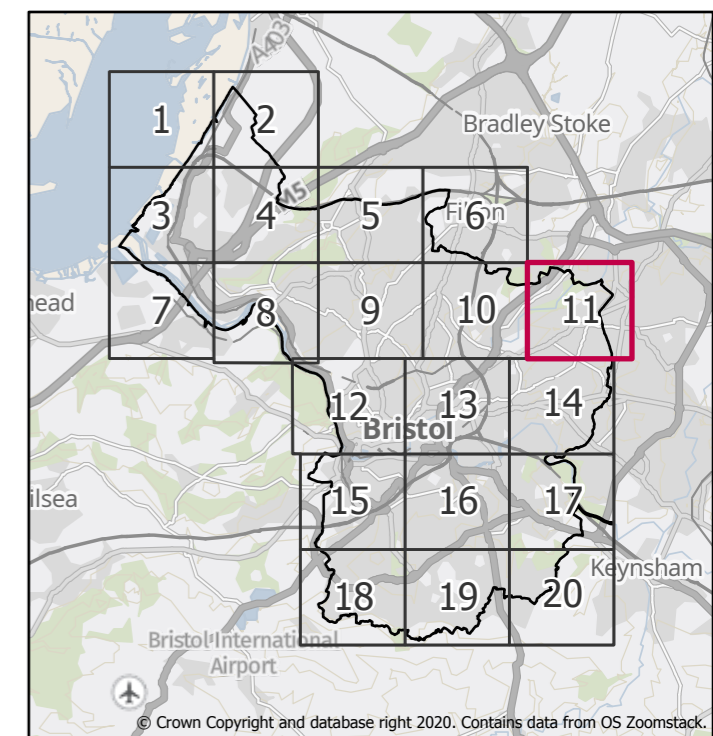 A403
1
2
Bradley Stoke
M5
3
4
5
Filton
6
head
7
8
9
10
11
12
13
14
Bristol
ilsea
15
16
17
Keynsham
18
19
20
Bristol International
Airport
© Crown Copyright and database right 2020. Contains data from OS Zoomstack.